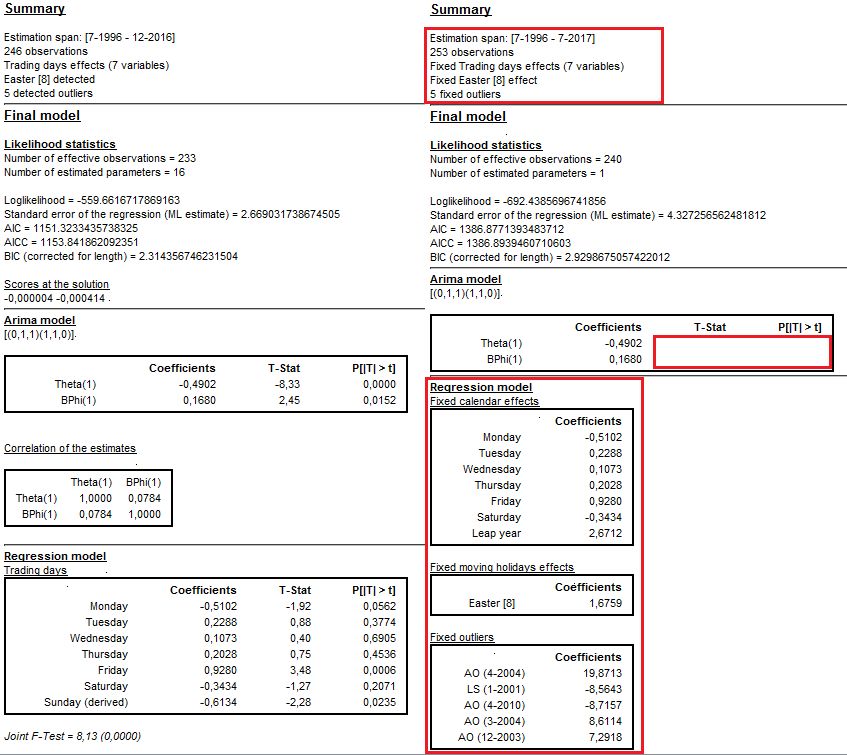 Summary
Estimation span: [7-1996 - 12-2016]
246 observations
Trading days effects (7 variables)
Easter [8] detected
5 detected outliers
Final model
Likelihood statistics
Number of effective observations = 233
Number of estimated parameters = 16
Loglikelihood = -559.6616717869163
Standard error of the regression (ML estimate) = 2.669031738674505
AIC = 1151.3233435738325
AICC = 1153.841862092351
BIC (corrected for length) = 2.314356746231504
Scores at the solution
-0,000004 -0,000414 .
Arima model
[(0,1,1)(1,1,0)].
Coefficients T-Stat P[|T| > t]
Theta(1) -0,4902 -8,33 0,0000
BPhi(1) 0,1680 2,45 0,0152
Correlation of the estimates
Theta(1) BPhi(1)
Theta(1) 1,0000 0,0784
BPhi(1) 0,0784 1,0000
Regression model
Trading days
Coefficients T-Stat P[|T| > t]
Monday -0,5102 -1,92 0,0562
Tuesday 0,2288 0,88 0,3774
Wednesday 0,1073 0,40 0,6905
Thursday 0,2028 0,75 0,4536
Friday 0,9280 3,48 0,0006
Saturday -0,3434 -1,27 0,2071
Sunday (derived) -0,6134 -2,28 0,0235
Joint F-Test = 8,13 (0,0000)
Summary
Estimation span: [7-1996 - 7-2017]
253 observations
Fixed Trading days effects (7 variables)
Fixed Easter [8] effect
5 fixed outliers
Final model
Likelihood statistics
Number of effective observations = 240
Number of estimated parameters = 1
Loglikelihood = -692.4385696741856
Standard error of the regression (ML estimate) = 4.327256562481812
AIC = 1386.8771393483712
AICC = 1386.8939460710603
BIC (corrected for length) = 2.9298675057422012
Arima model
[(0,1,1)(1,1,0)].
Coefficients T-Stat P[|T| > t]
Theta(1) -0,4902
BPhi(1) 0,1680
Regression model
Fixed calendar effects
Coefficients
Monday -0,5102
Tuesday 0,2288
Wednesday 0,1073
Thursday 0,2028
Friday 0,9280
Saturday -0,3434
Leap year 2,6712
Fixed moving holidays effects
Coefficients
Easter [8] 1,6759
Fixed outliers
Coefficients
AO (4-2004) 19,8713
LS (1-2001) -8,5643
AO (4-2010) -8,7157
AO (3-2004) 8,6114
AO (12-2003) 7,2918